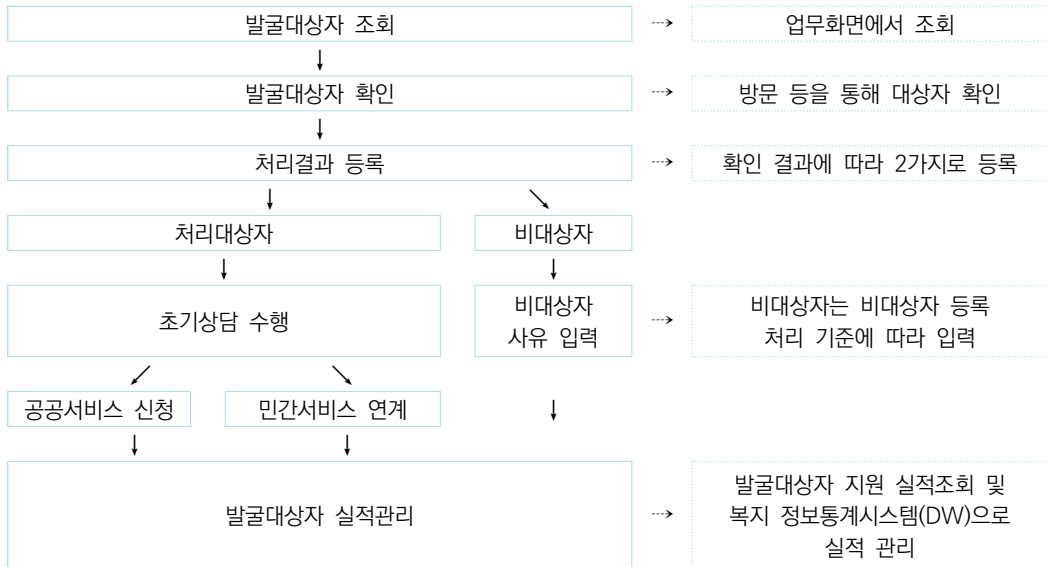 발굴대상자 조회
업무화면에서 조회
발굴대상자 확인
방문 등을 통해 대상자 확인
처리결과 등록
확인 결과에 따라 2가지로 등록
처리대상자
비대상자
초기상담 수행
비대상자
사유 입력
비대상자는 비대상자 등록
처리 기준에 따라 입력
공공서비스 신청
민간서비스 연계
발굴대상자 실적관리
발굴대상자 지원 실적조회 및
복지 정보통계시스템(DW)으로
실적 관리